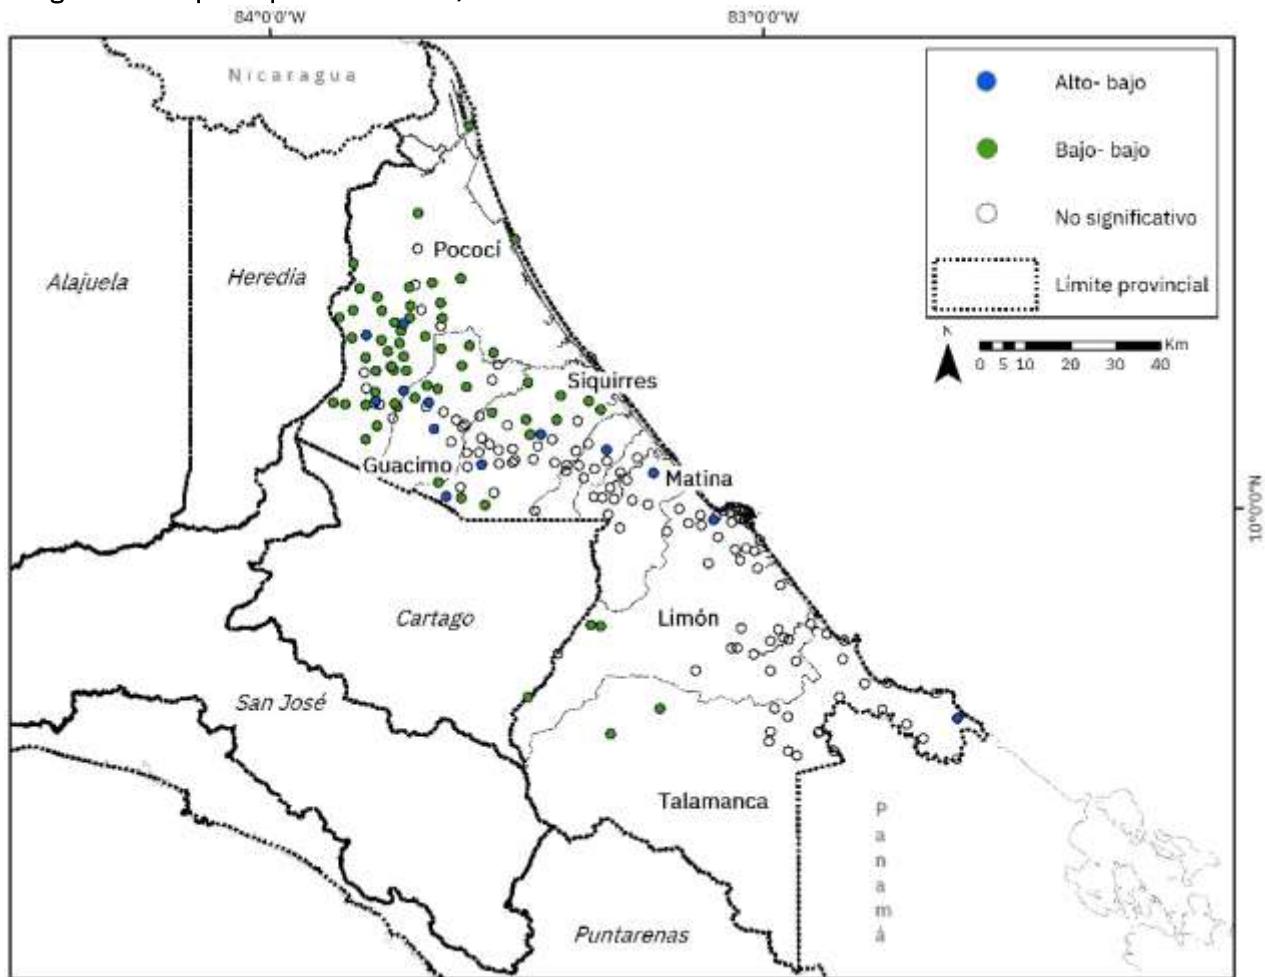 84°0'0"W
83°0'0"W
Nicaragua
Alto- bajo
Bajo- bajo
No significativo
Límite provincial
N
Km
0 5 10 20 30 40
Pococí
Alajuela
Heredia
Siquirres
Guacimo
Matina
10°0'0"N
Cartago
Limón
San José
Talamanca
Panamá
Puntarenas